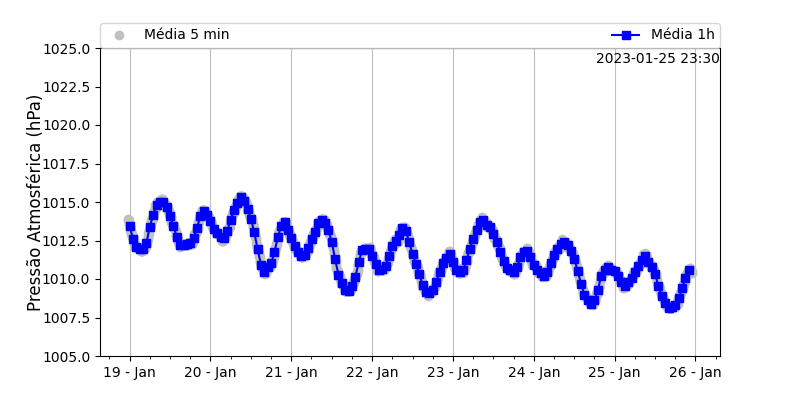 Média 5 min
Média 1h
2023-01-25 23:30
Pressão Atmosférica (hPa)
1025.0
1022.5
1020.0
1017.5
1015.0
1012.5
1010.0
1007.5
1005.0
19 - Jan
20 - Jan
21 - Jan
22 - Jan
23 - Jan
24 - Jan
25 - Jan
26 - Jan